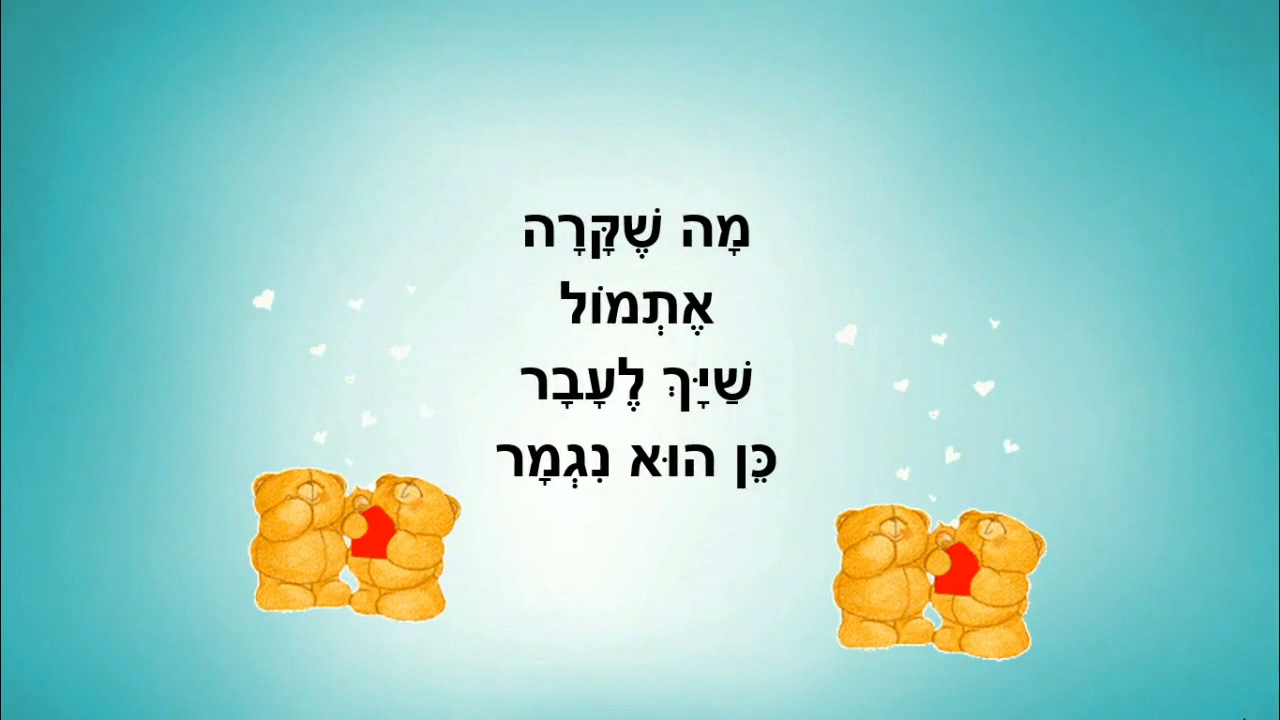 מָה שֶׁקָּרָה
אֶתְמוֹל
שַׁיָּךְ לֶעָבָר
כֵּן הוּא נִגְמָר